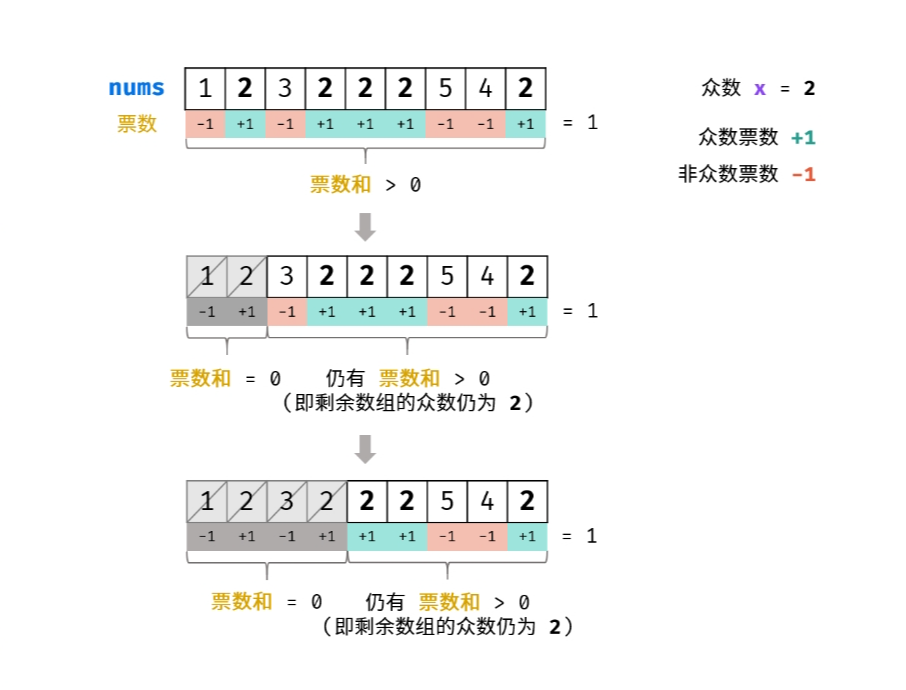 nums 1 2 3 2 2 2 5 4 2 众数 x = 2
票数 -1 +1 -1 +1 +1 +1 -1 -1 +1 = 1
众数票数 +1
非众数票数 -1
票数和 > 0
1 2 3 2 2 2 5 4 2
-1 +1 -1 +1 +1 +1 -1 -1 +1 = 1
票数和 = 0 仍有 票数和 > 0
(即剩余数组的众数仍为 2)
1 2 3 2 2 2 5 4 2
-1 +1 -1 +1 +1 +1 -1 -1 +1 = 1
票数和 = 0 仍有 票数和 > 0
(即剩余数组的众数仍为 2)